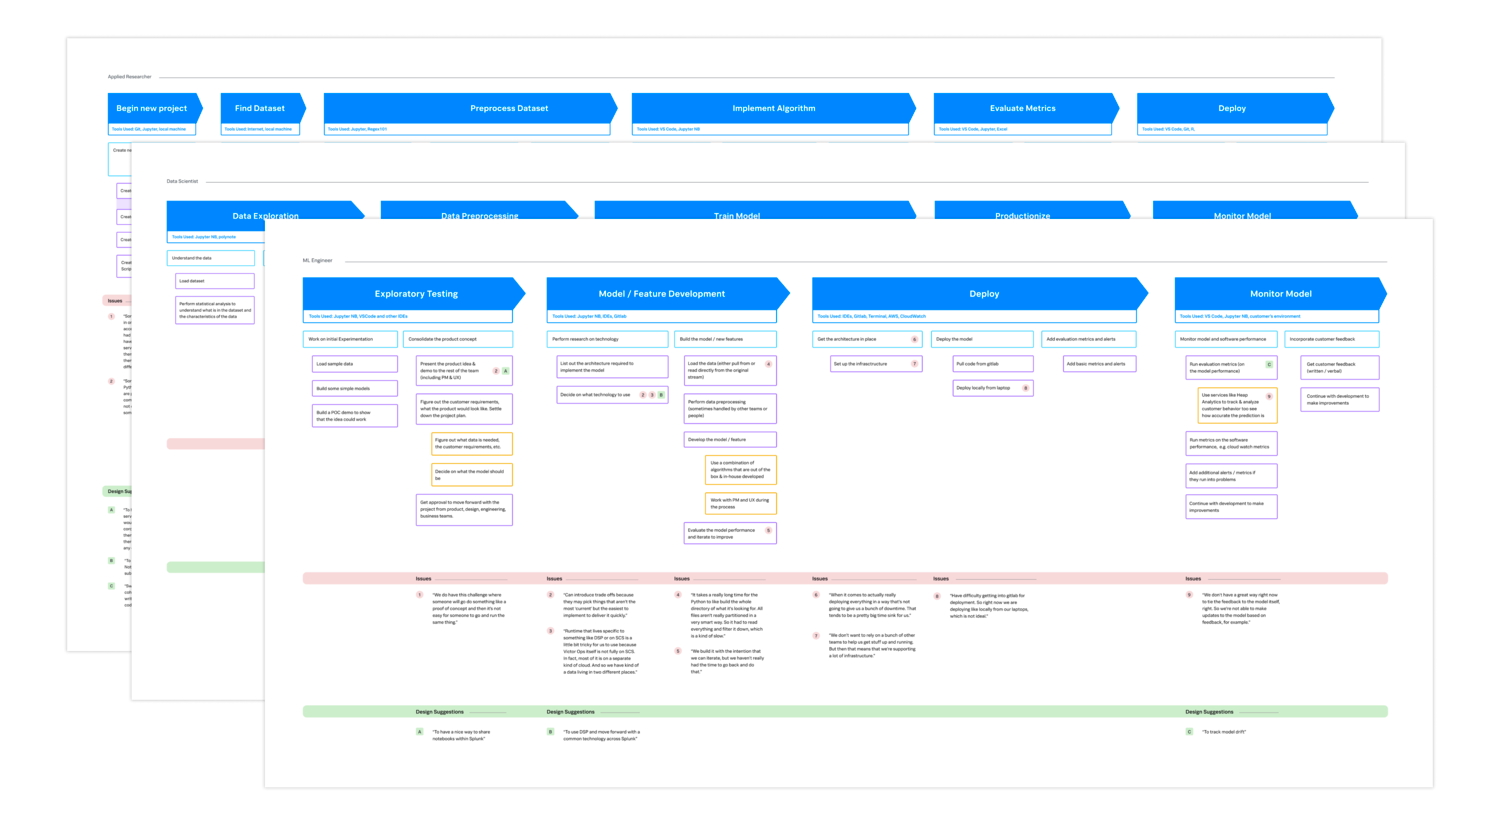 Applied Researcher
Begin new project
Find Dataset
Preprocess Dataset
Implement Algorithm
Evaluate Metrics
Deploy
Tools Used: Git, Jupyter, local machine
Tools Used: Internet, local machine
Tools Used: Jupyter, Regex101
Tools Used: VS Code, Jupyter NB
Tools Used: VS Code, Jupyter, Excel
Tools Used: VS Code, Git, IL
Create
Create
Create
Issues
1
2
A
B
C
Data Scientist
Data Exploration
Data Preprocessing
Train Model
Productionize
Monitor Model
Tools Used: Jupyter NB, polynote
Understand the data
Load dataset
Perform statistical analysis to
understand what is in the dataset and
the characteristics of the data
ML Engineer
Exploratory Testing
Model / Feature Development
Deploy
Monitor Model
Tools Used: Jupyter NB, VSCode and other IDEs
Tools Used: Jupyter NB, IDEs, Gitlab
Tools Used: IDEs, Gitlab, Terminal, AWS, CloudWatch
Tools Used: VS Code, Jupyter NB, customer's environment
Work on initial Experimentation
Load sample data
Build some simple models
Build a POC demo to show
that the idea could work
Consolidate the product concept
Present the product idea &
demo to the rest of the team
(including PM & UX)
2 A
Figure out the customer requirements,
what the product would look like. Settle
down the project plan.
Figure out what data is needed,
the customer requirements, etc.
Decide on what the model should
be
Get approval to move forward with the
project from product, design, engineering,
business teams.
Perform research on technology
List out the architecture required to
implement the model
Decide on what technology to use
2 3 B
Build the model / new features
Load the data (either pull from or
read directly from the original
stream)
4
Perform data preprocessing
(sometimes handled by other teams or
people)
Develop the model / feature
Use a combination of
algorithms that are out of the
box & in-house developed
Work with PM and UX during
the process
Evaluate the model performance
and iterate to improve
5
Get the architecture in place
6
Set up the infrastructure
7
Deploy the model
Pull code from gitlab
Deploy locally from laptop
8
Add evaluation metrics and alerts
Add basic metrics and alerts
Monitor model and software performance
Run evaluation metrics (on
the model performance)
C
Use services like Heap
Analytics to track & analyze
customer behavior too see
how accurate the prediction is
9
Run metrics on the software
performance, e.g. cloud watch metrics
Add additional alerts / metrics if
they run into problems
Continue with development to make
improvements
Incorporate customer feedback
Get customer feedback
(written / verbal)
Continue with development to
make improvements
Issues
1
"We do have this challenge where
someone will go do something like a
proof of concept and then it's not
easy for someone to go and run the
same thing."
Issues
2
"Can introduce trade offs because
they may pick things that aren't the
most 'current' but the easiest to
implement to deliver it quickly."
3
"Runtime that lives specific to
something like DSP or on SCS is a
little bit tricky for us to use because
Victor Ops itself is not fully on SCS
in fact, most of it is on a separate
kind of cloud. And so we have kind of
a data living in two different places."
Issues
4
"It takes a really long time for the
Python to like build the whole
directory of what it's looking for. All
files aren't really partitioned in a
very smart way. So it had to read
everything and filter it down, which
is a kind of slow."
5
"We build it with the intention that
we can iterate, but we haven't really
had the time to go back and do
that."
Issues
6
"When it comes to actually
deploying everything in a way that's not
going to give us a bunch of downtime. That
tends to be a pretty big time sink for us."
7
"We don't want to rely on a bunch of other
teams to help us get stuff up and running.
But then that means that we're supporting
a lot of infrastructure."
Issues
8
"Have difficulty getting into gitlab for
deployment. So right now we are
deploying like locally from our laptops,
which is not ideal."
Issues
9
"We don't have a great way right now
to tie the feedback to the model itself,
right. So we're not able to make
updates to the model based on
feedback, for example."
Design Suggestions
A
"To have a nice way to share
notebooks within Splunk"
Design Suggestions
B
"To use DSP and move forward with a
common technology across Splunk"
Design Suggestions
C
"To track model drift"